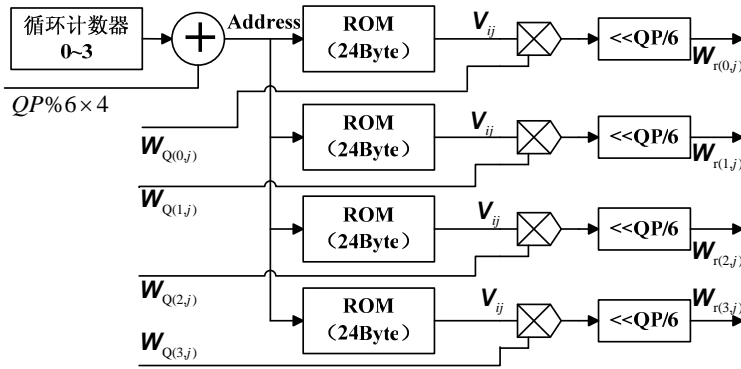 循环计数器
0~3
Address
QP%6×4
ROM
（24Byte）
V_ij
<<QP/6
W_r(0,j)
W_Q(0,j)
ROM
（24Byte）
V_ij
<<QP/6
W_r(1,j)
W_Q(1,j)
ROM
（24Byte）
V_ij
<<QP/6
W_r(2,j)
W_Q(2,j)
ROM
（24Byte）
V_ij
<<QP/6
W_r(3,j)
W_Q(3,j)